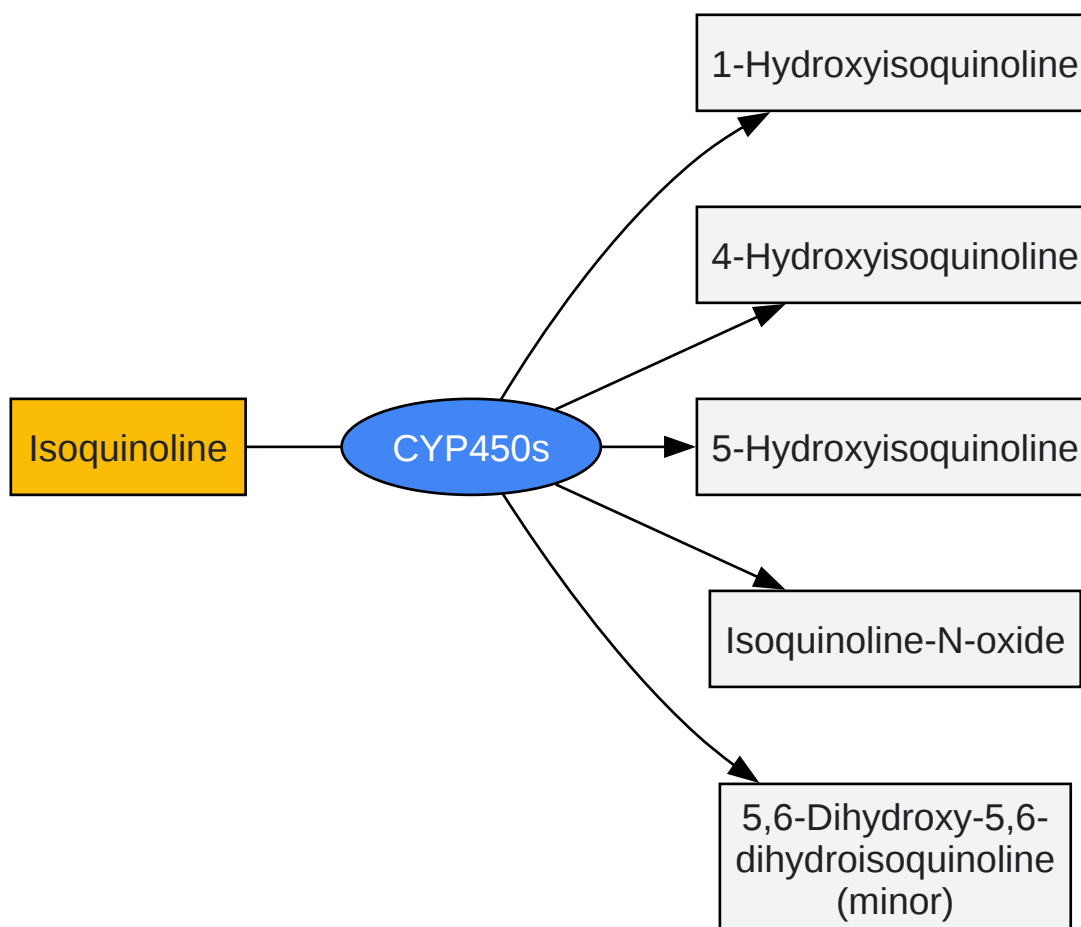 1-Hydroxyisoquinoline
4-Hydroxyisoquinoline
Isoquinoline
CYP450s
5-Hydroxyisoquinoline
Isoquinoline-N-oxide
5,6-Dihydroxy-5,6-
dihydroisoquinoline
(minor)